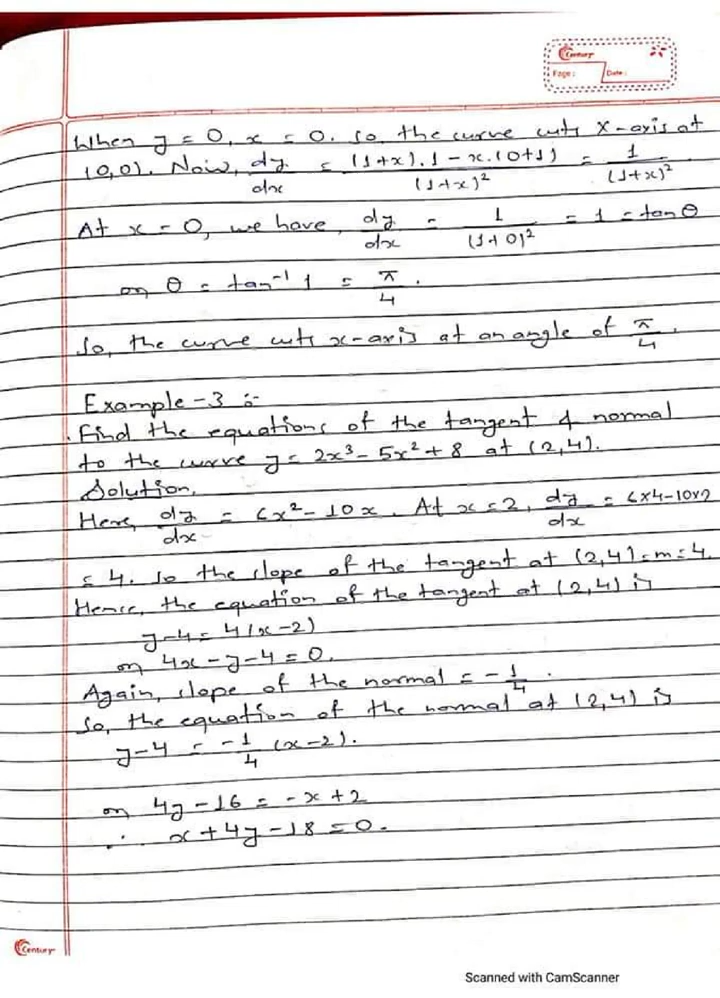 Century
Page: Date:
When y = 0, x = 0. So, the curve cuts X-axis at
(0,0). Now, dy/dx = ((1+x).1 - x.(0+1))/(1+x)² = 1/(1+x)²
At x = 0, we have, dy/dx = 1/(1+0)² = 1 = tanθ
or θ = tan⁻¹ 1 = π/4.
So, the curve cuts x-axis at an angle of π/4.
Example-3 :-
Find the equations of the tangent & normal
to the curve y = 2x³ - 5x² + 8 at (2,4).
Solution,
Here, dy/dx = 6x² - 10x. At x = 2, dy/dx = 6×4-10×2
= 4. So the slope of the tangent at (2,4) = m = 4.
Hence, the equation of the tangent at (2,4) is
y-4 = 4(x-2)
or 4x - y - 4 = 0.
Again, slope of the normal = -1/4.
So, the equation of the normal at (2,4) is
y-4 = -1/4 (x-2).
or 4y - 16 = -x + 2
∴ x + 4y - 18 = 0.
Century
Scanned with CamScanner